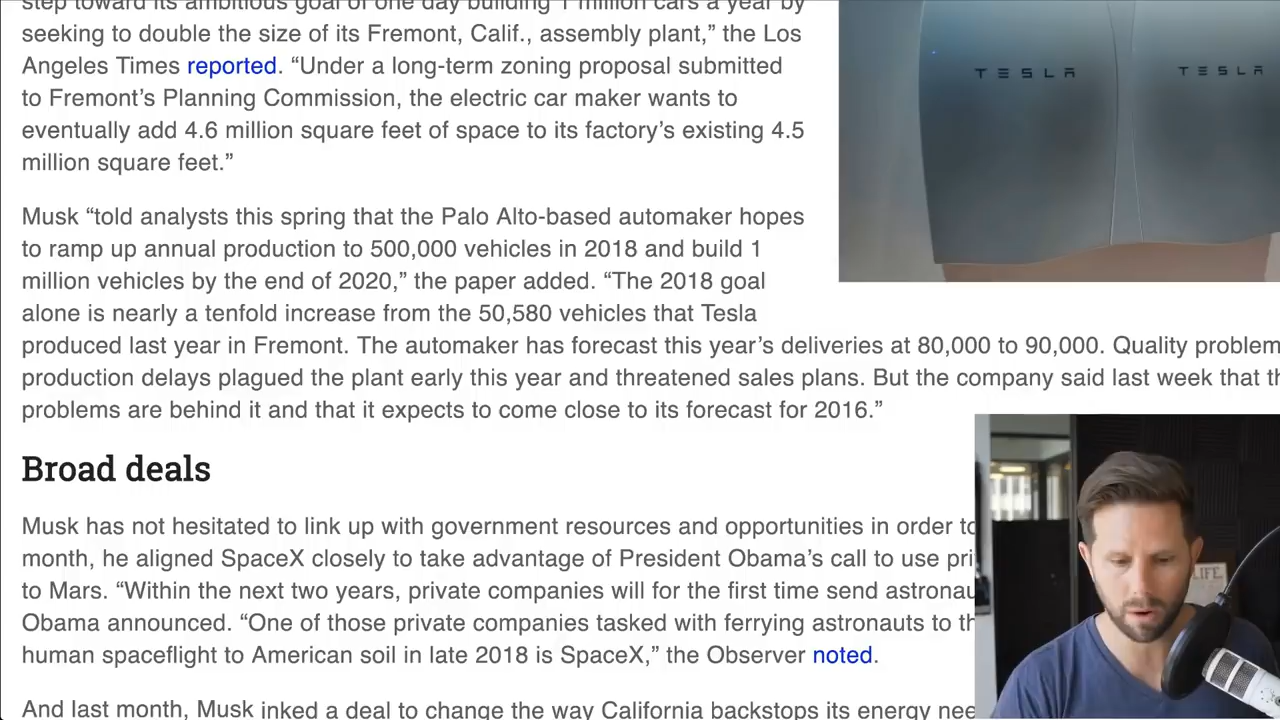 step toward its ambitious goal of one day building 1 million cars a year by
seeking to double the size of its Fremont, Calif., assembly plant,” the Los
Angeles Times reported. “Under a long-term zoning proposal submitted
to Fremont’s Planning Commission, the electric car maker wants to
eventually add 4.6 million square feet of space to its factory’s existing 4.5
million square feet.”
TESLA
TESLA
Musk “told analysts this spring that the Palo Alto-based automaker hopes
to ramp up annual production to 500,000 vehicles in 2018 and build 1
million vehicles by the end of 2020,” the paper added. “The 2018 goal
alone is nearly a tenfold increase from the 50,580 vehicles that Tesla
produced last year in Fremont. The automaker has forecast this year’s deliveries at 80,000 to 90,000. Quality problem
production delays plagued the plant early this year and threatened sales plans. But the company said last week that th
problems are behind it and that it expects to come close to its forecast for 2016.”
Broad deals
Musk has not hesitated to link up with government resources and opportunities in order to
month, he aligned SpaceX closely to take advantage of President Obama’s call to use pri
to Mars. “Within the next two years, private companies will for the first time send astronau
Obama announced. “One of those private companies tasked with ferrying astronauts to th
human spaceflight to American soil in late 2018 is SpaceX,” the Observer noted.
And last month, Musk inked a deal to change the way California backstops its energy nee
LIFE